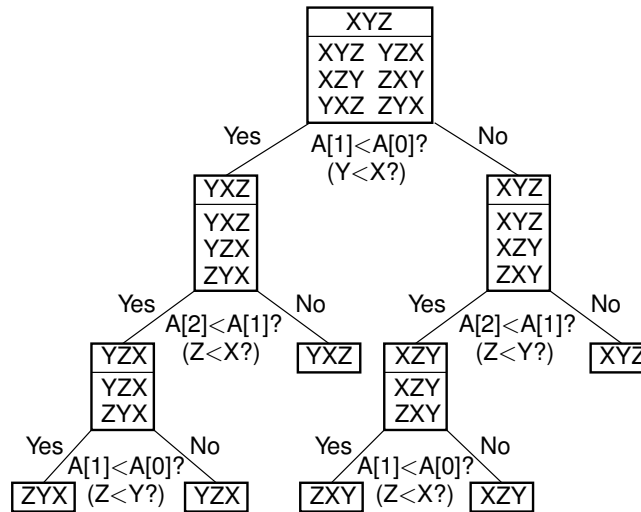 XYZ
XYZ YZX
XZY ZXY
YXZ ZYX
Yes
A[1]<A[0]?
(Y<X?)
No
YXZ
YXZ
YZX
ZYX
XYZ
XYZ
XZY
ZXY
Yes
A[2]<A[1]?
(Z<X?)
No
Yes
A[2]<A[1]?
(Z<Y?)
No
YZX
YZX
ZYX
YXZ
XZY
XZY
ZXY
XYZ
Yes
A[1]<A[0]?
(Z<Y?)
No
Yes
A[1]<A[0]?
(Z<X?)
No
ZYX
YZX
ZXY
XZY